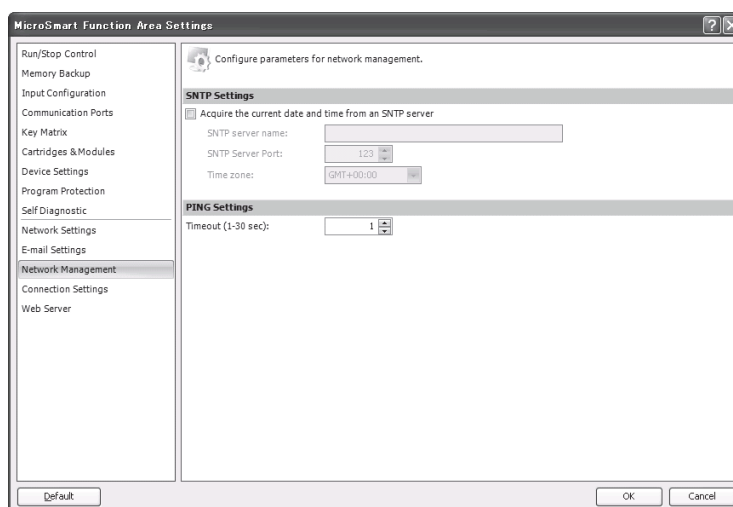 MicroSmart Function Area Settings
Run/Stop Control
Memory Backup
Input Configuration
Communication Ports
Key Matrix
Cartridges & Modules
Device Settings
Program Protection
Self Diagnostic
Network Settings
E-mail Settings
Network Management
Connection Settings
Web Server
Configure parameters for network management.
SNTP Settings
Acquire the current date and time from an SNTP server
SNTP server name:
SNTP Server Port: 123
Time zone: GMT+00:00
PING Settings
Timeout (1-30 sec): 1
Default
OK
Cancel